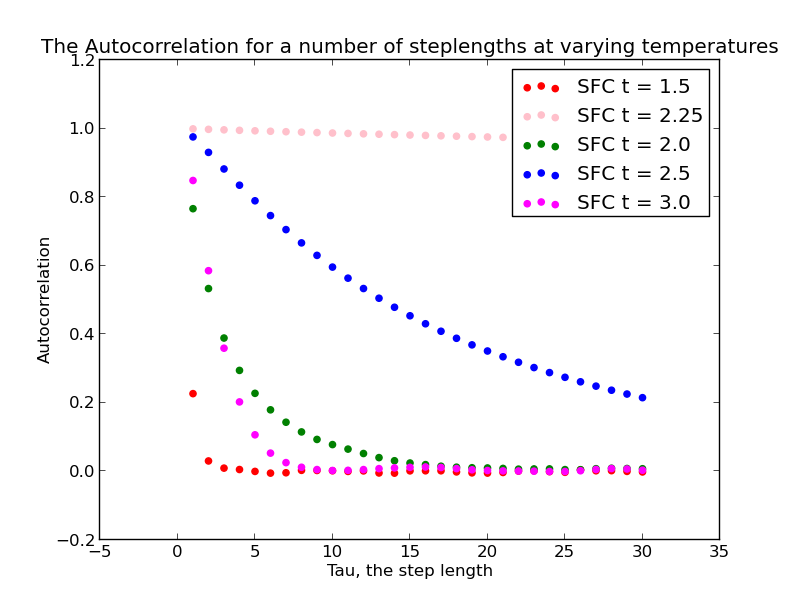 The Autocorrelation for a number of steplengths at varying temperatures
1.2
1.0
0.8
0.6
0.4
0.2
0.0
−0.2
Autocorrelation
SFC t = 1.5
SFC t = 2.25
SFC t = 2.0
SFC t = 2.5
SFC t = 3.0
−5 0 5 10 15 20 25 30 35
Tau, the step length